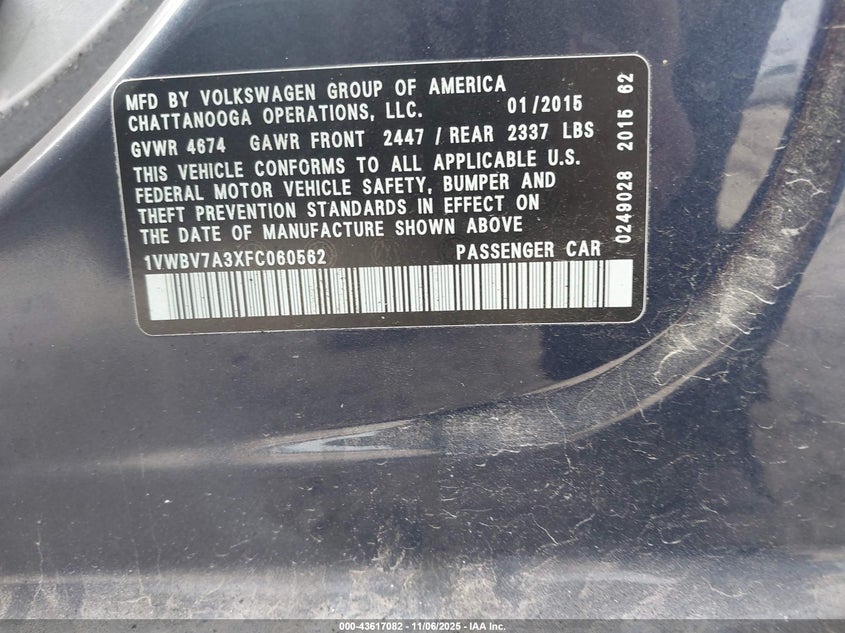 MFD BY VOLKSWAGEN GROUP OF AMERICA
CHATTANOOGA OPERATIONS, LLC. 01/2015
GVWR 4674 GAWR FRONT 2447 / REAR 2337 LBS
THIS VEHICLE CONFORMS TO ALL APPLICABLE U.S.
FEDERAL MOTOR VEHICLE SAFETY, BUMPER AND
THEFT PREVENTION STANDARDS IN EFFECT ON
THE DATE OF MANUFACTURE SHOWN ABOVE
1VWBV7A3XFC060562 PASSENGER CAR
0249028 2015 62
000-43617082 - 11/06/2025 - IAA Inc.